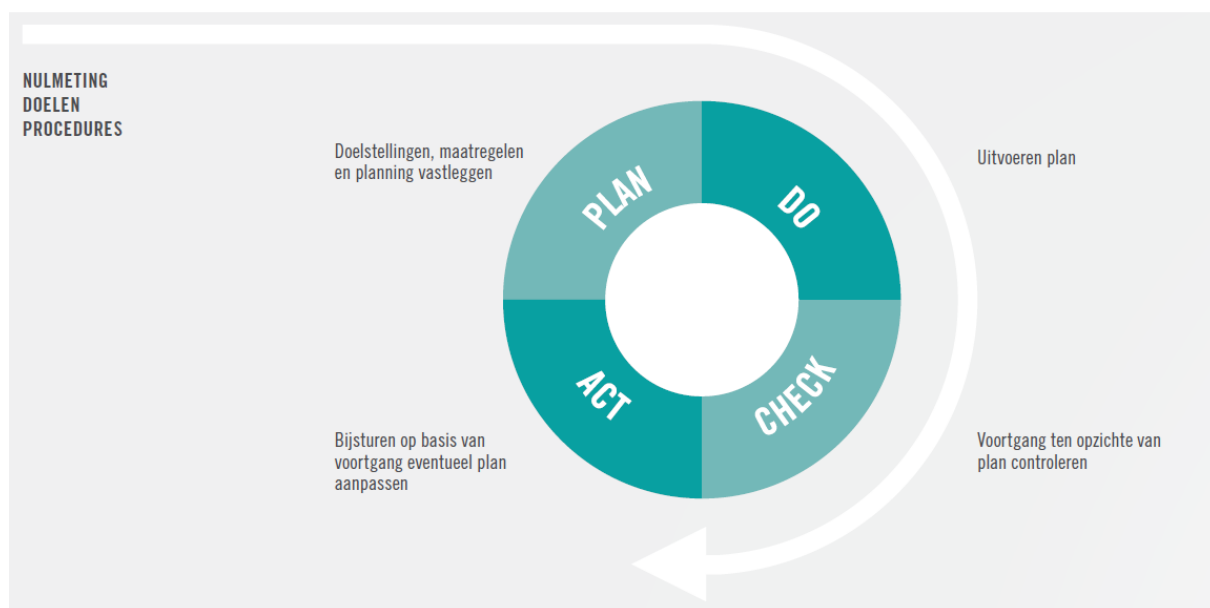 NULMETING
DOELEN
PROCEDURES
Doelstellingen, maatregelen
en planning vastleggen
PLAN
DO
Uitvoeren plan
ACT
CHECK
Bijsturen op basis van
voortgang eventueel plan
aanpassen
Voortgang ten opzichte van
plan controleren